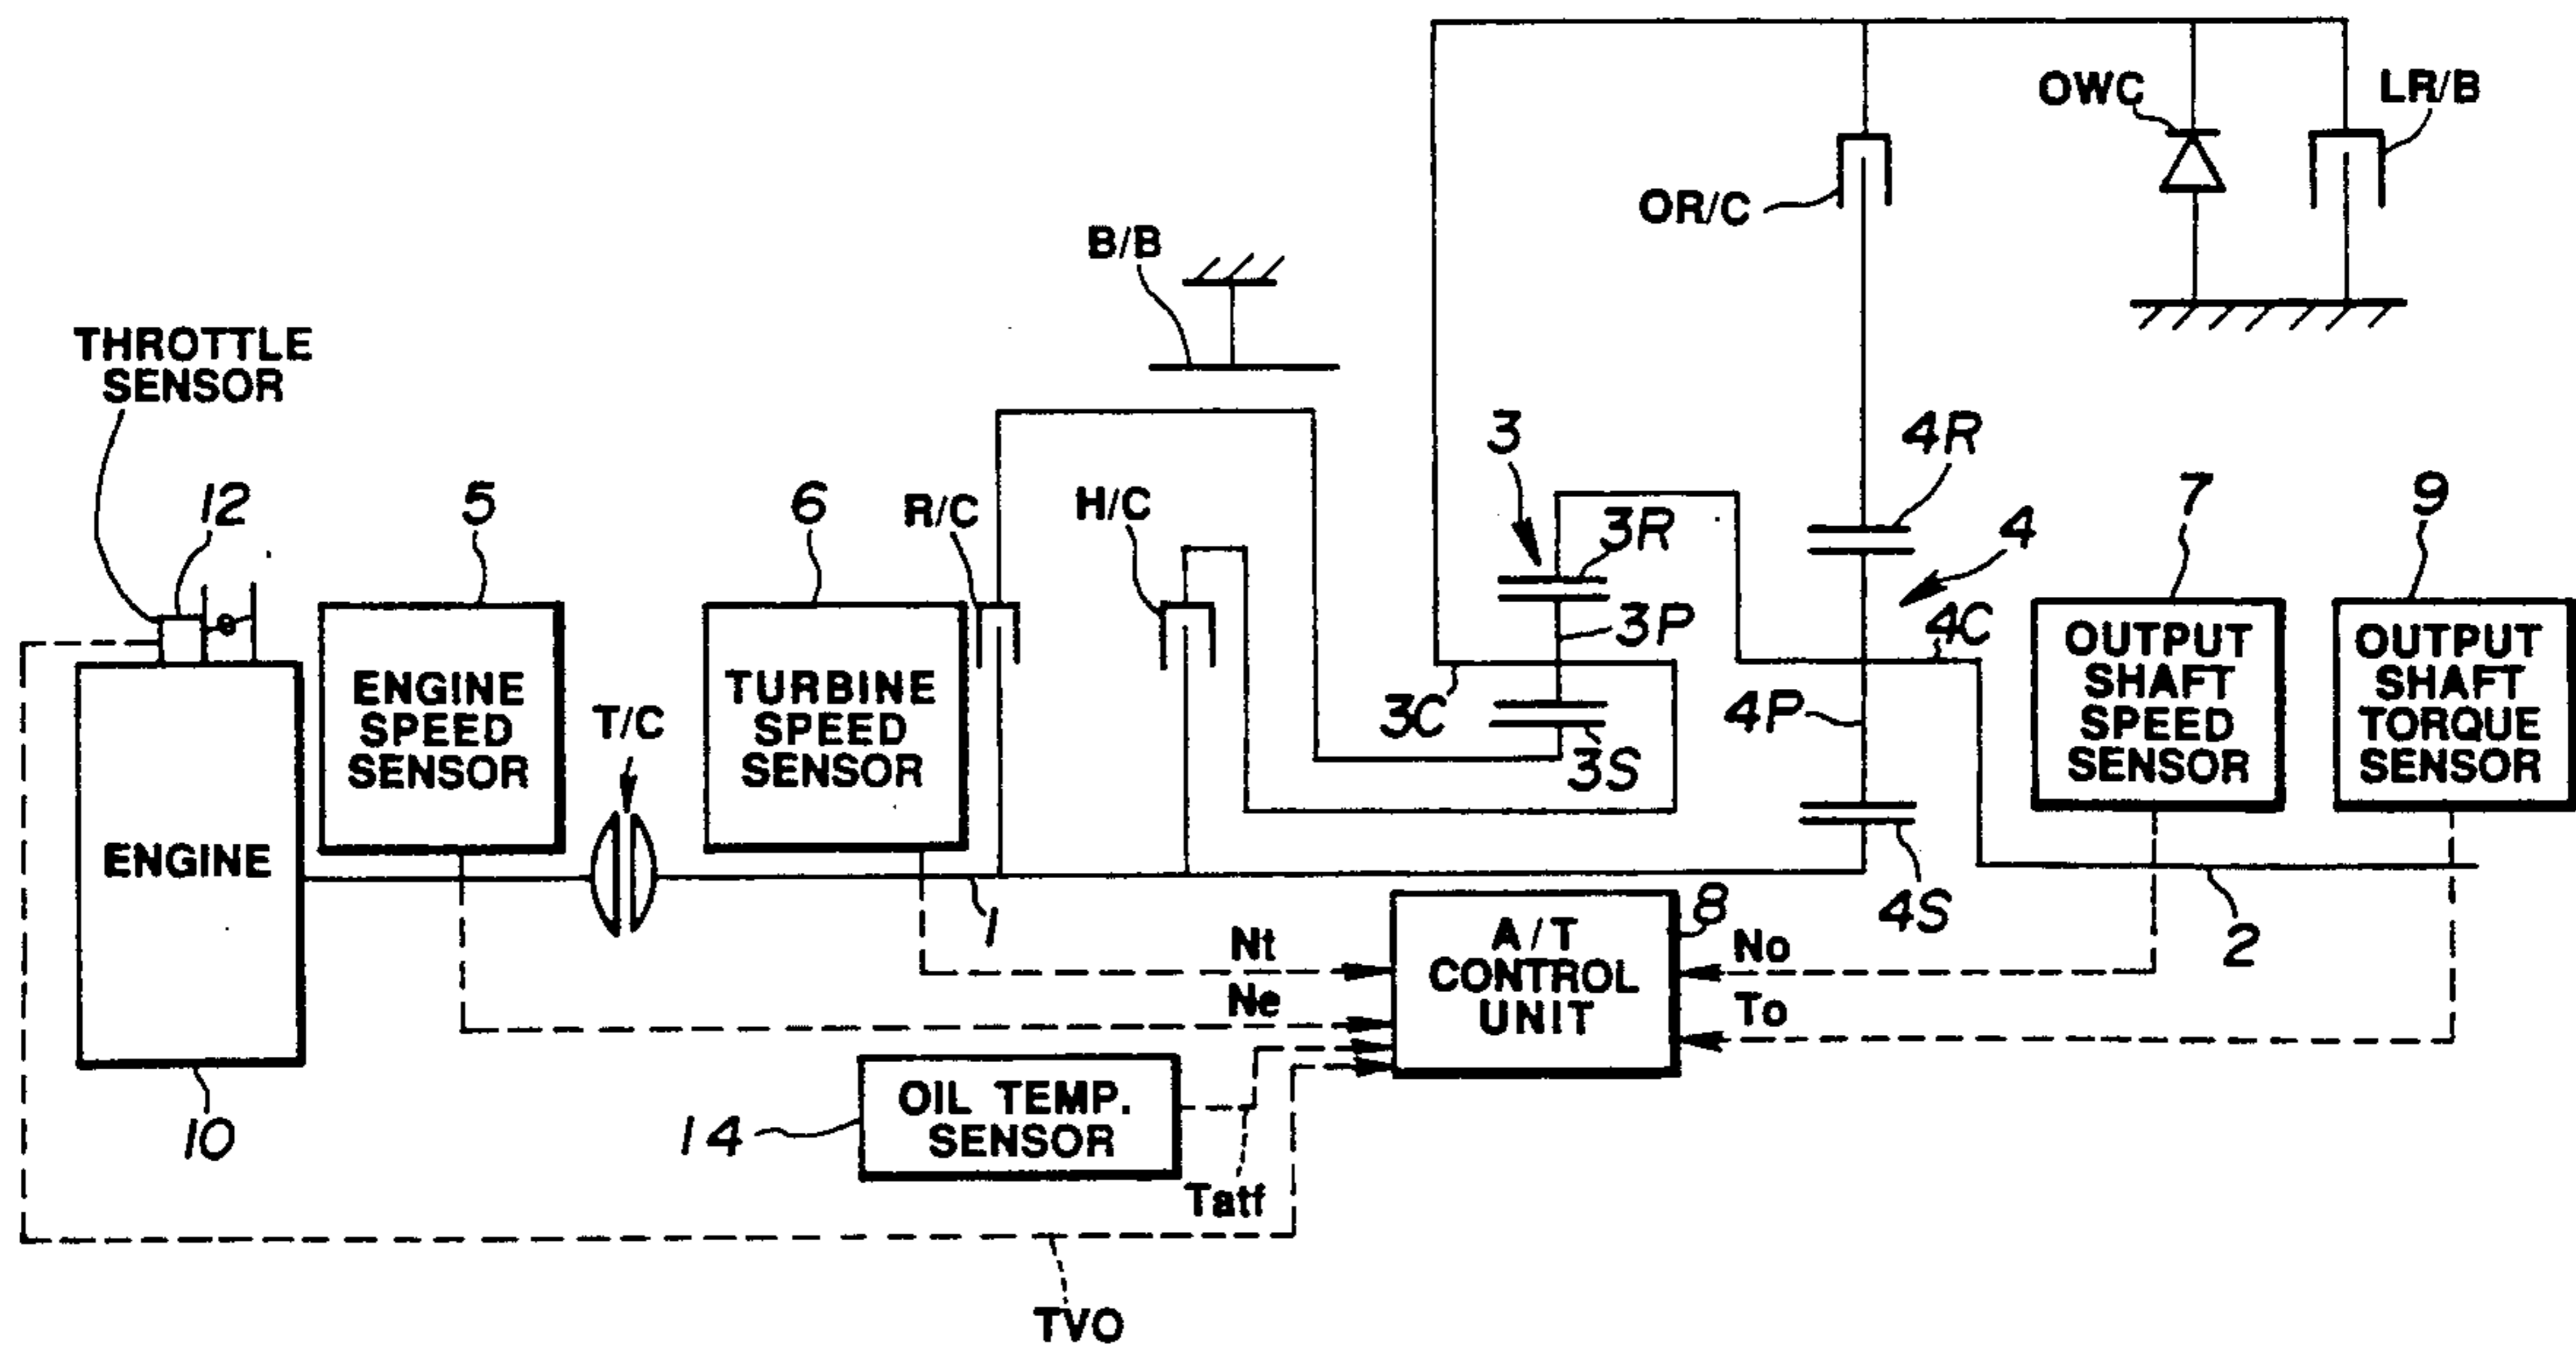 OWC
LR/B
OR/C
B/B
THROTTLE
SENSOR
3
4R
12
5
6
R/C
H/C
3R
4
7
9
3P
4C
ENGINE
SPEED
SENSOR
T/C
TURBINE
SPEED
SENSOR
3C
3S
4P
OUTPUT
SHAFT
SPEED
SENSOR
OUTPUT
SHAFT
TORQUE
SENSOR
ENGINE
1
4S
2
8
Nt
Ne
A/T
CONTROL
UNIT
No
To
10
14
OIL TEMP.
SENSOR
Tatf
TVO